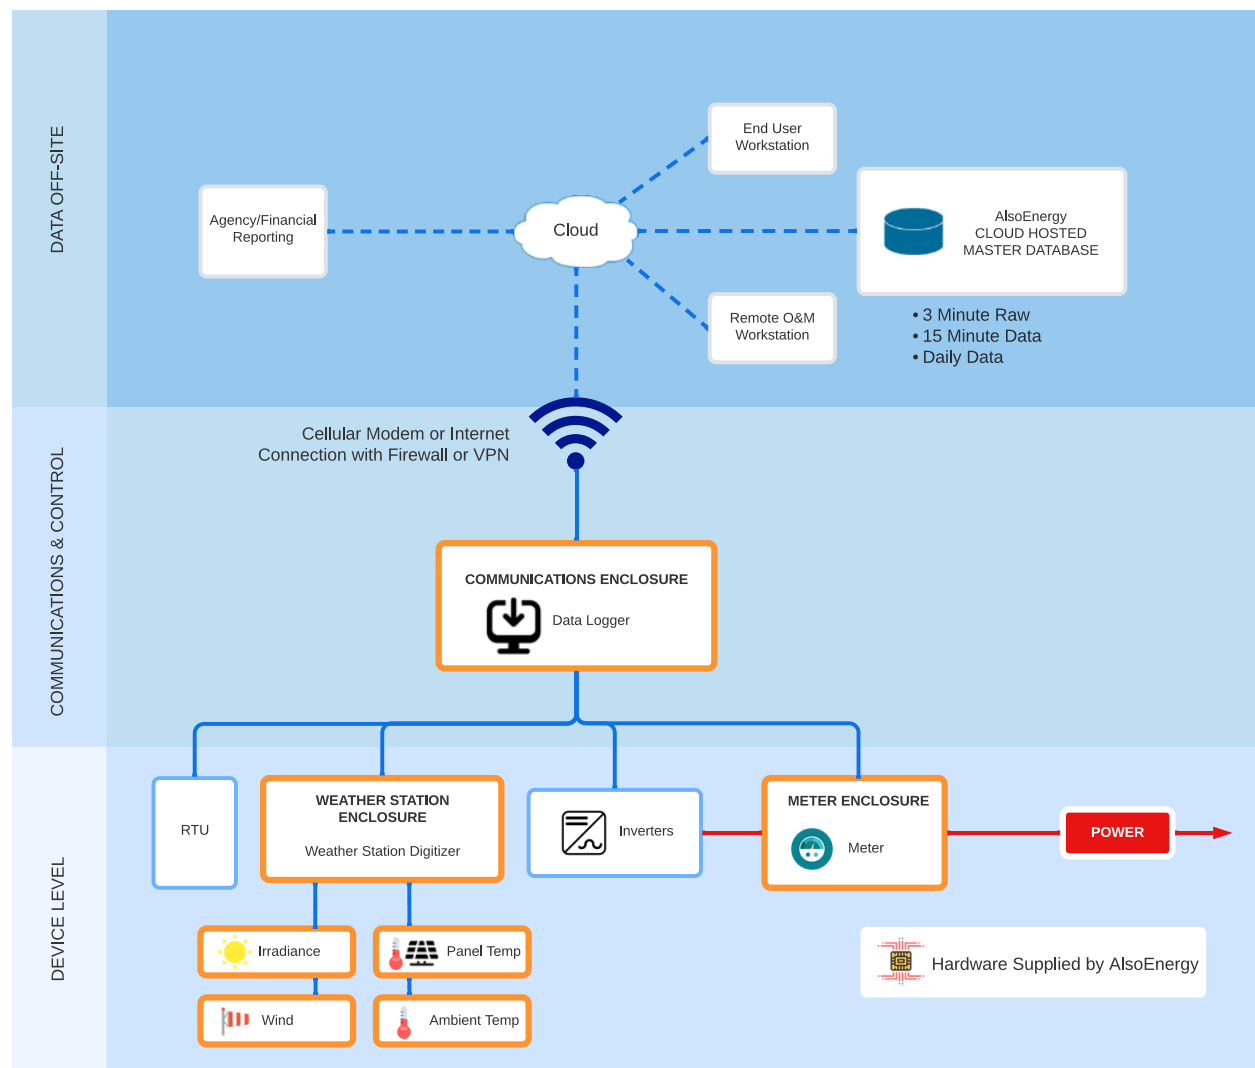 DATA OFF-SITE
End User
Workstation
Agency/Financial
Reporting
Cloud
AlsoEnergy
CLOUD HOSTED
MASTER DATABASE
Remote O&M
Workstation
• 3 Minute Raw
• 15 Minute Data
• Daily Data
COMMUNICATIONS & CONTROL
Cellular Modem or Internet
Connection with Firewall or VPN
COMMUNICATIONS ENCLOSURE
Data Logger
DEVICE LEVEL
RTU
WEATHER STATION
ENCLOSURE
Weather Station Digitizer
Inverters
METER ENCLOSURE
Meter
POWER
Irradiance
Panel Temp
Wind
Ambient Temp
Hardware Supplied by AlsoEnergy